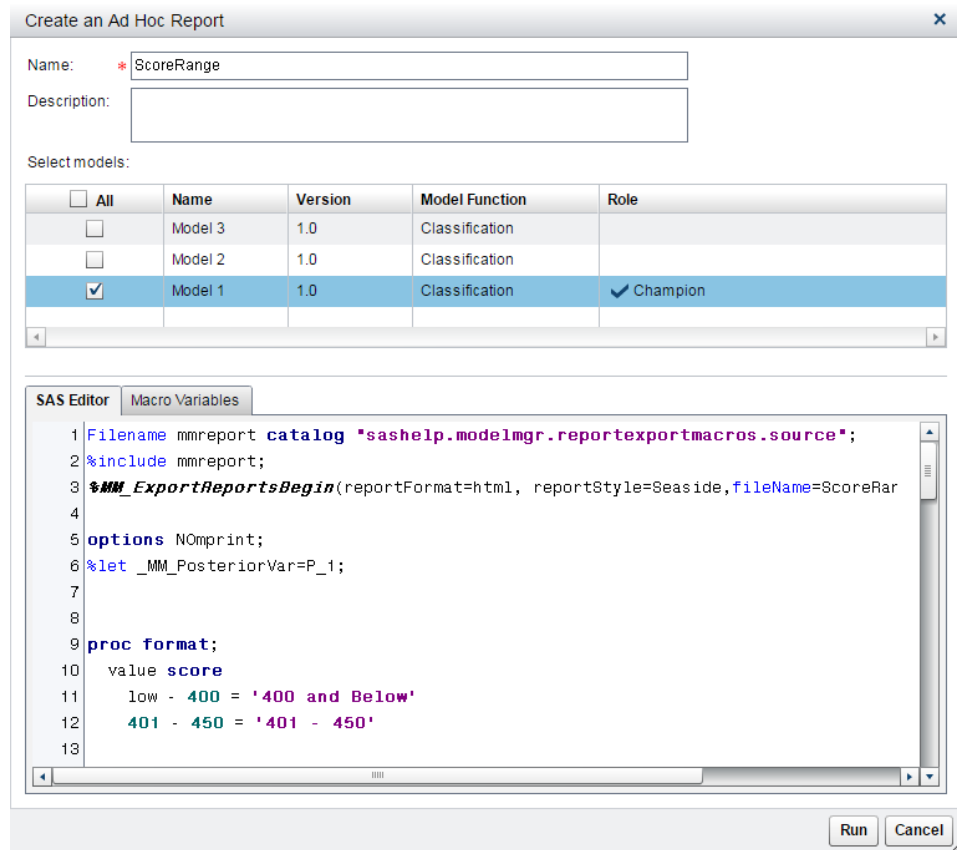 Create an Ad Hoc Report
Name: * ScoreRange
Description:
Select models:
All Name Version Model Function Role
Model 3 1.0 Classification
Model 2 1.0 Classification
Model 1 1.0 Classification Champion
SAS Editor Macro Variables
1 Filename mmreport catalog "sashelp.modelmgr.reportexportmacros.source";
2 %include mmreport;
3 %MM_ExportReportsBegin(reportFormat=html, reportStyle=Seaside,fileName=ScoreRar
4
5 options NOmprint;
6 %let _MM_PosteriorVar=P_1;
7
8
9 proc format;
10 value score
11 low - 400 = '400 and Below'
12 401 - 450 = '401 - 450'
13
Run Cancel